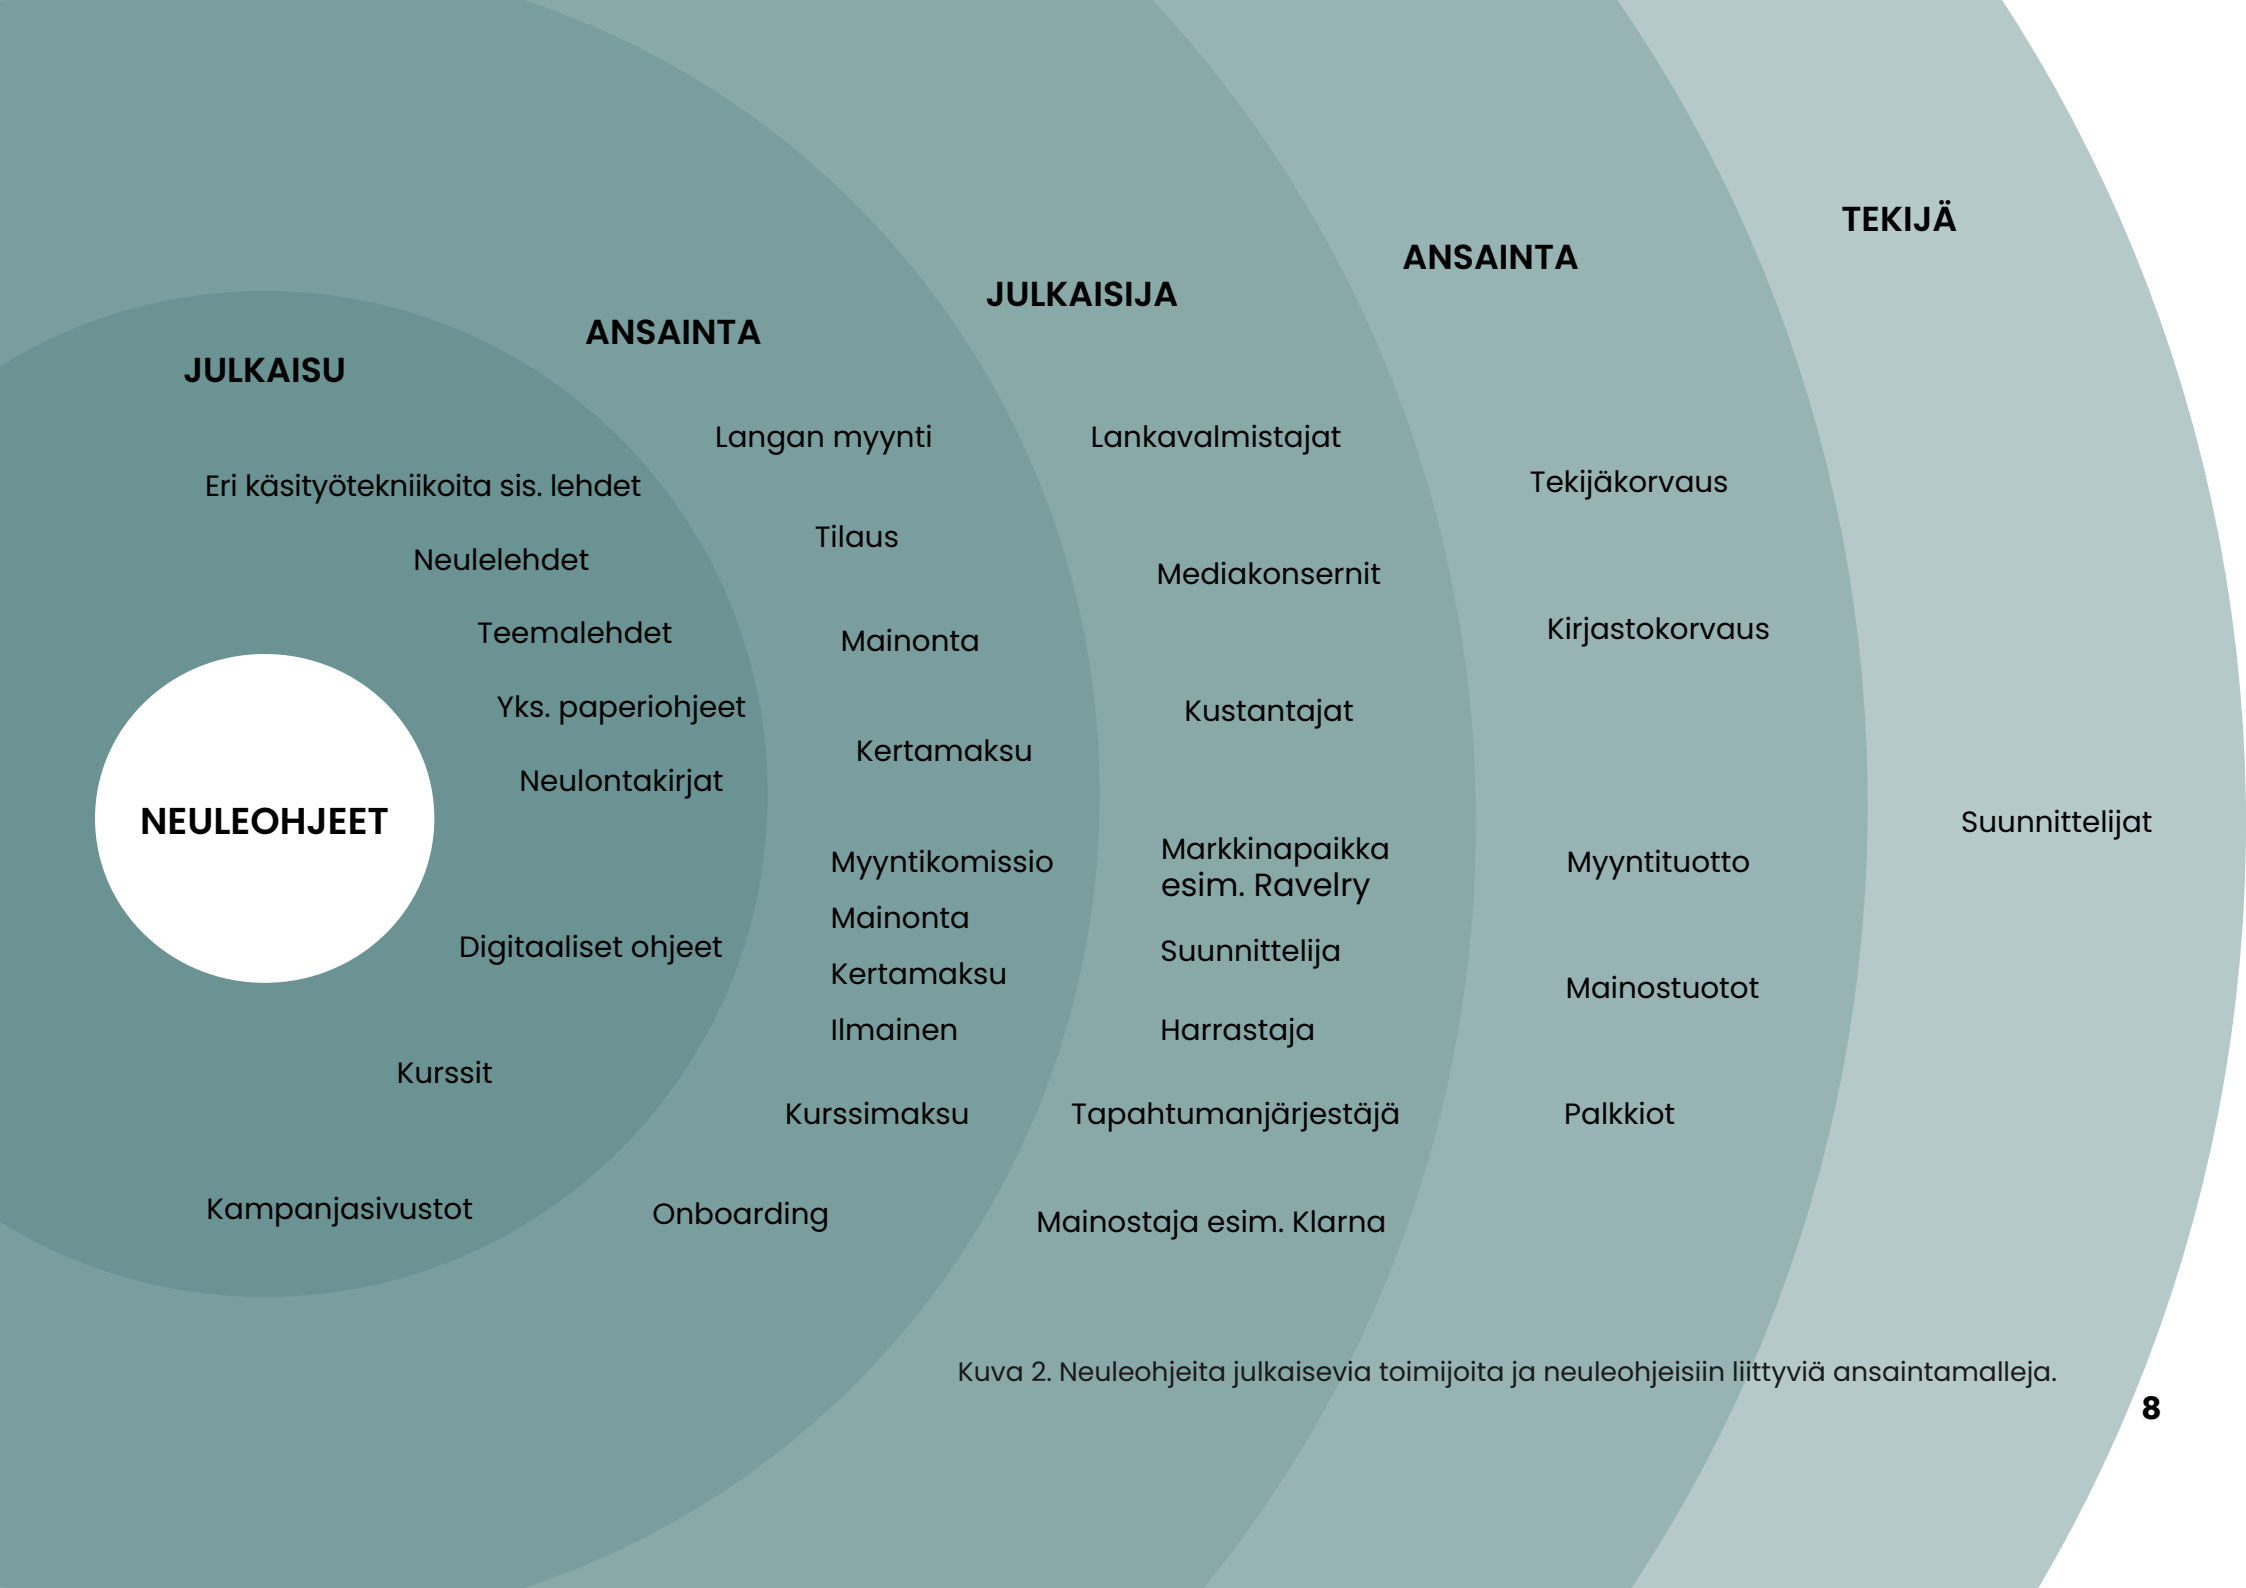 JULKAISU
Eri käsityötekniikoita sis. lehdet
Neulelehdet
Teemalehdet
Yks. paperiohjeet
Neulontakirjat
NEULEOHJEET
Digitaaliset ohjeet
Kurssit
Kampanjasivustot
ANSAINTA
Langan myynti
Tilaus
Mainonta
Kertamaksu
Myyntikomissio
Mainonta
Kertamaksu
Ilmainen
Kurssimaksu
Onboarding
JULKAISIJA
Lankavalmistajat
Mediakonsernit
Kustantajat
Markkinapaikka
esim. Ravelry
Suunnittelija
Harrastaja
Tapahtumanjärjestäjä
Mainostaja esim. Klarna
ANSAINTA
Tekijäkorvaus
Kirjastokorvaus
Myyntituotto
Mainostuotot
Palkkiot
TEKIJÄ
Suunnittelijat
Kuva 2. Neuleohjeita julkaisevia toimijoita ja neuleohjeisiin liittyviä ansaintamalleja.
8